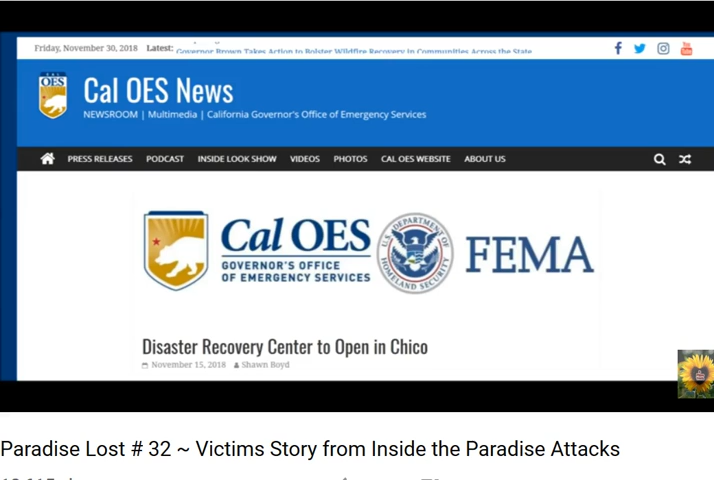 Friday, November 30, 2018 Latest: Governor Brown Takes Action to Bolster Wildfire Recovery in Communities Across the State
OES
Cal OES News
NEWSROOM | Multimedia | California Governor's Office of Emergency Services
PRESS RELEASES PODCAST INSIDE LOOK SHOW VIDEOS PHOTOS CAL OES WEBSITE ABOUT US
Cal OES
GOVERNOR'S OFFICE
OF EMERGENCY SERVICES
U.S. DEPARTMENT OF
HOMELAND SECURITY
FEMA
Disaster Recovery Center to Open in Chico
November 15, 2018 Shawn Boyd
Paradise Lost # 32 ~ Victims Story from Inside the Paradise Attacks